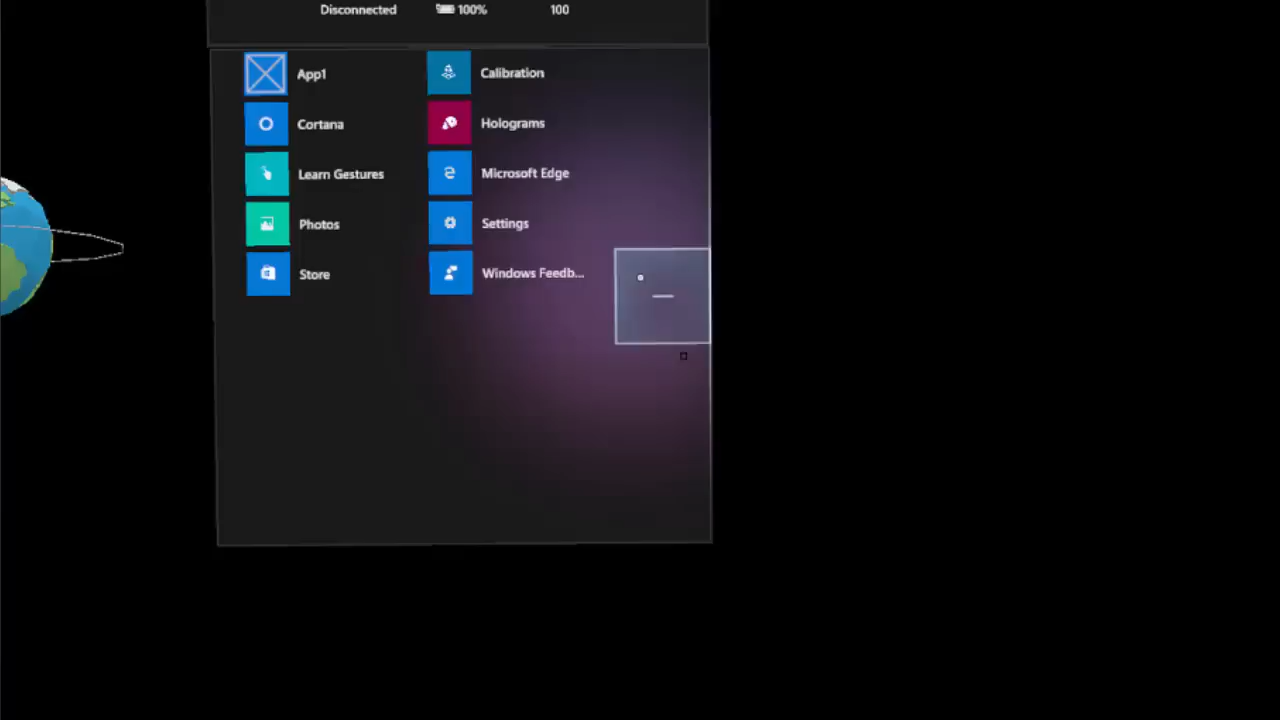 Disconnected 100% 100
App1 Calibration
Cortana Holograms
Learn Gestures Microsoft Edge
Photos Settings
Store Windows Feedb...